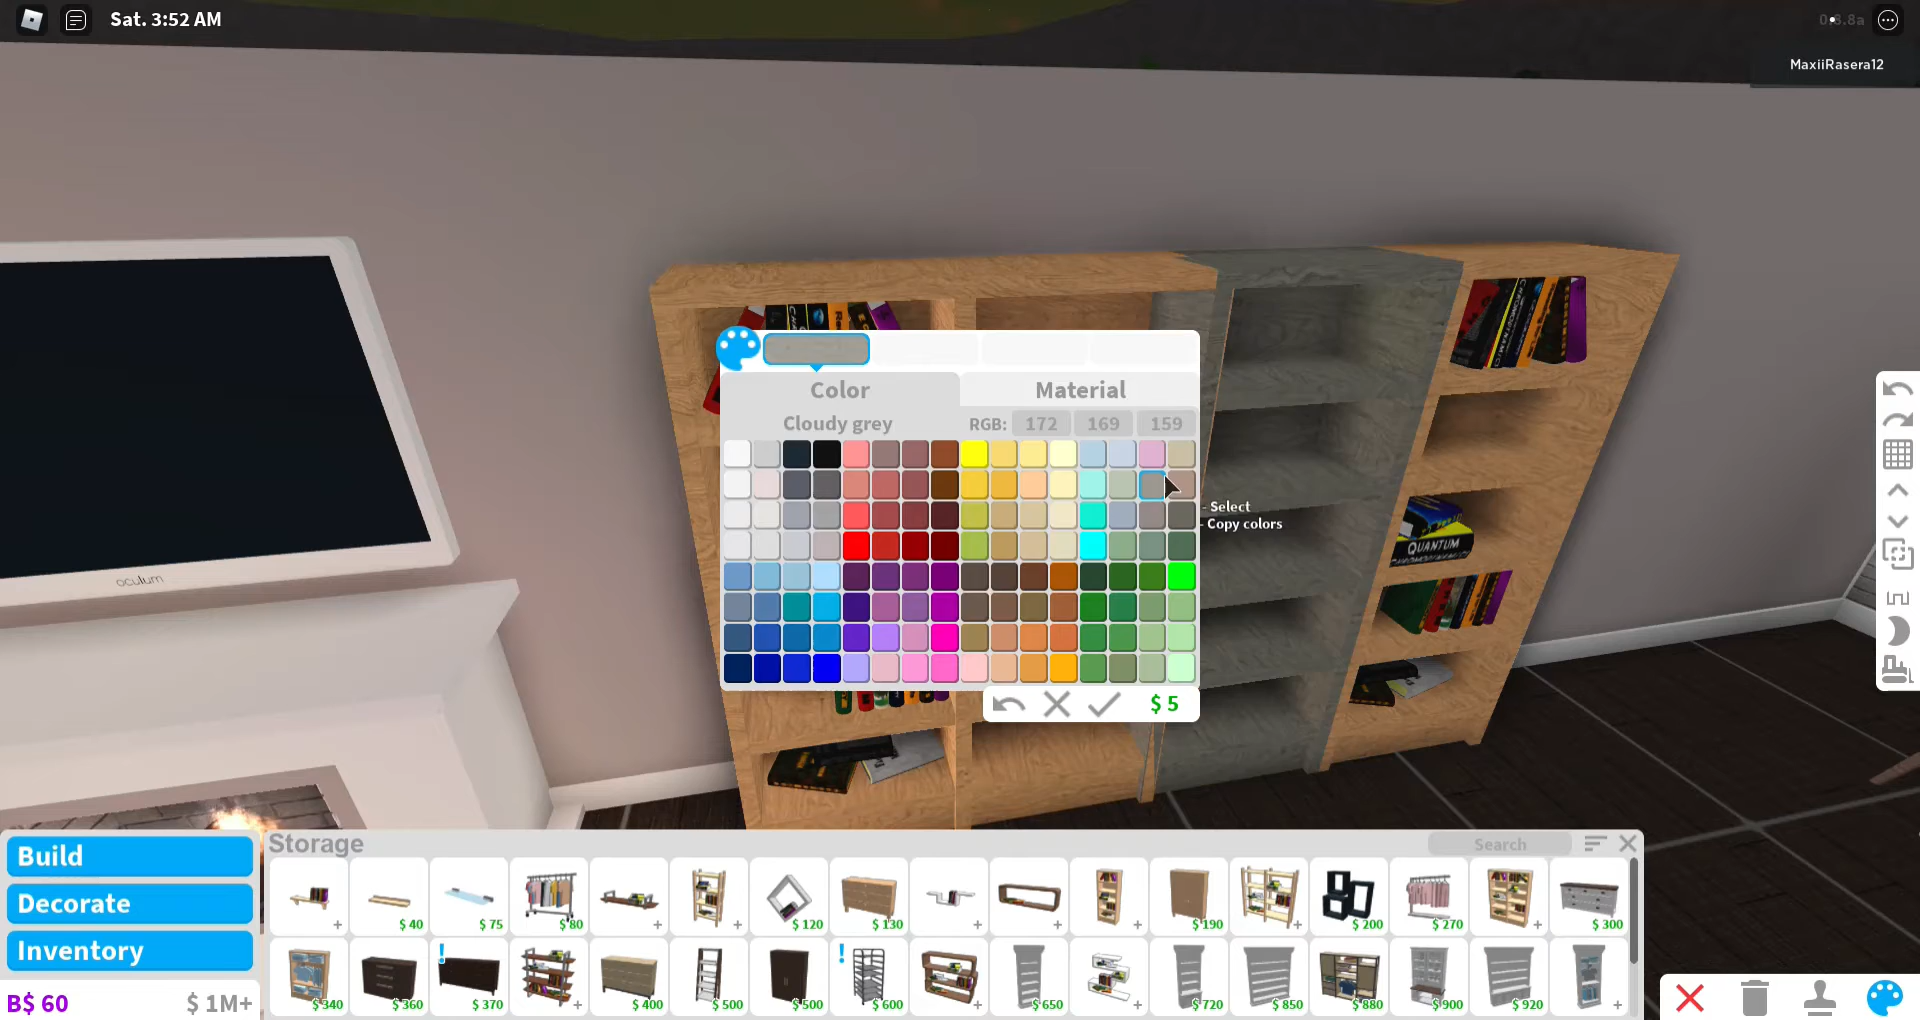 Sat. 3:52 AM
MaxiiRasera12
oculum
QUANTUM
Color
Material
Cloudy grey
RGB: 172 169 159
- Select
- Copy colors
$ 5
Build
Decorate
Inventory
B$ 60
$ 1M+
Storage
Search
+ $ 40 $ 75 $80 + + $ 120 $ 130 + + + $190 + $ 200 $ 270 + $ 300
$ 340 $ 360 ! $ 370 + $ 400 $ 500 $ 500 ! $ 600 + $ 650 + $ 720 $ 850 $ 880 $ 900 $ 920 +